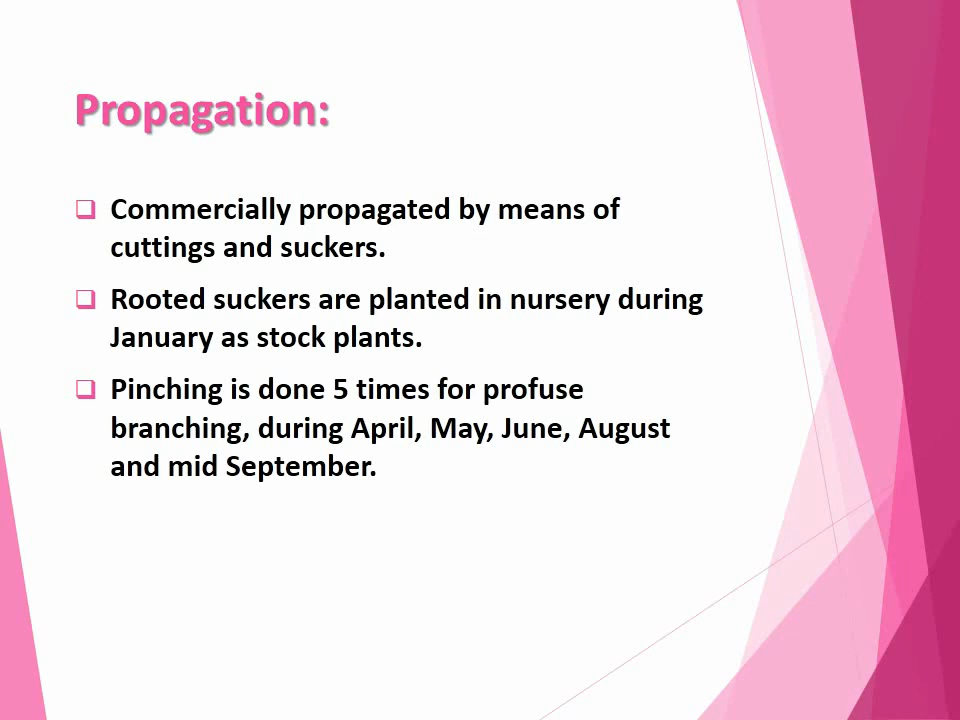 Propagation:
Commercially propagated by means of
cuttings and suckers.
Rooted suckers are planted in nursery during
January as stock plants.
Pinching is done 5 times for profuse
branching, during April, May, June, August
and mid September.